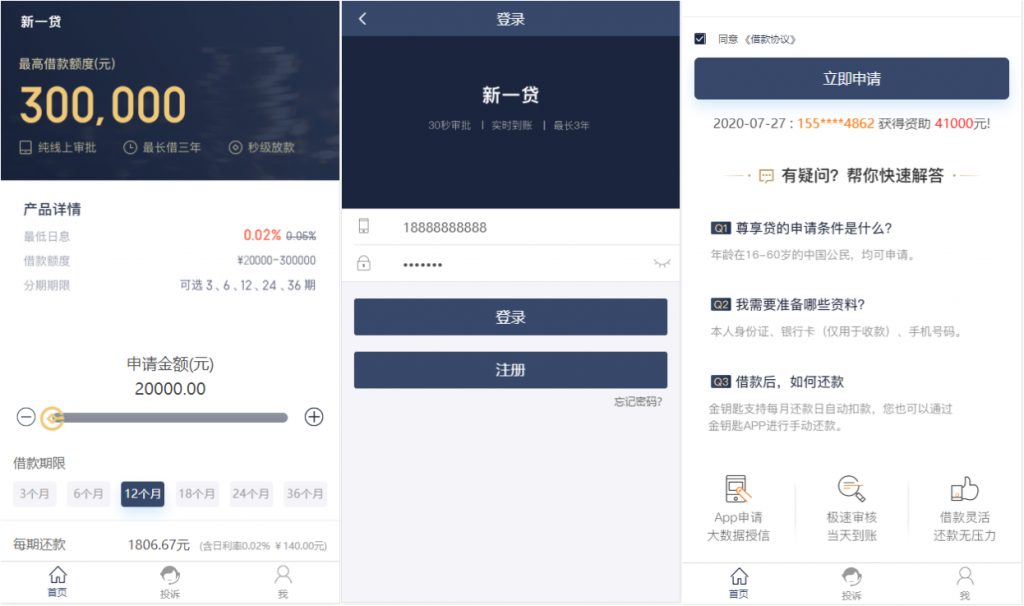 新一贷
最高借款额度(元)
300,000
纯线上审批 最长借三年 秒级放款
产品详情
最低日息 0.02% 0.05%
借款额度 ¥20000-300000
分期期限 可选 3、6、12、24、36 期
申请金额(元)
20000.00
借款期限
3个月 6个月 12个月 18个月 24个月 36个月
每期还款 1806.67元 (含日利率0.02% ¥140.00元)
首页 投诉 我
登录
新一贷
30秒审批 | 实时到账 | 最长3年
18888888888
•••••••
登录
注册
忘记密码?
同意 《借款协议》
立即申请
2020-07-27 : 155****4862 获得资助 41000元!
有疑问? 帮你快速解答
Q1 尊享贷的申请条件是什么?
年龄在16-60岁的中国公民，均可申请。
Q2 我需要准备哪些资料?
本人身份证、银行卡（仅用于收款）、手机号码。
Q3 借款后，如何还款
金钥匙支持每月还款日自动扣款，您也可以通过
金钥匙APP进行手动还款。
App申请 极速审核 借款灵活
大数据授信 当天到账 还款无压力
首页 投诉 我